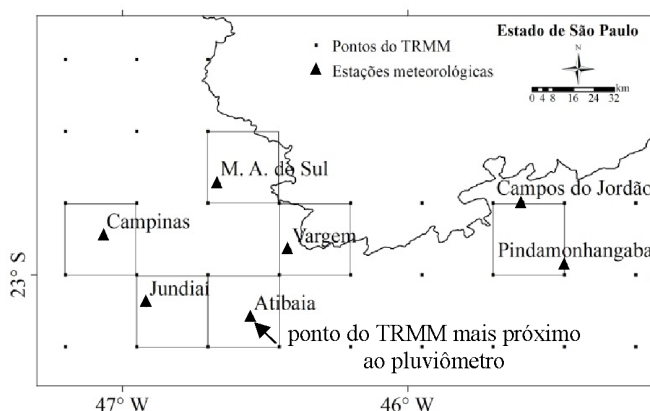 Estado de São Paulo
N
km
0 4 8 16 24 32
Pontos do TRMM
Estações meteorológicas
M. A. do Sul
Campos do Jordão
Campinas
Vargem
Pindamonhangaba
23° S
Jundiaí
Atibaia
ponto do TRMM mais próximo
ao pluviômetro
47° W
46° W